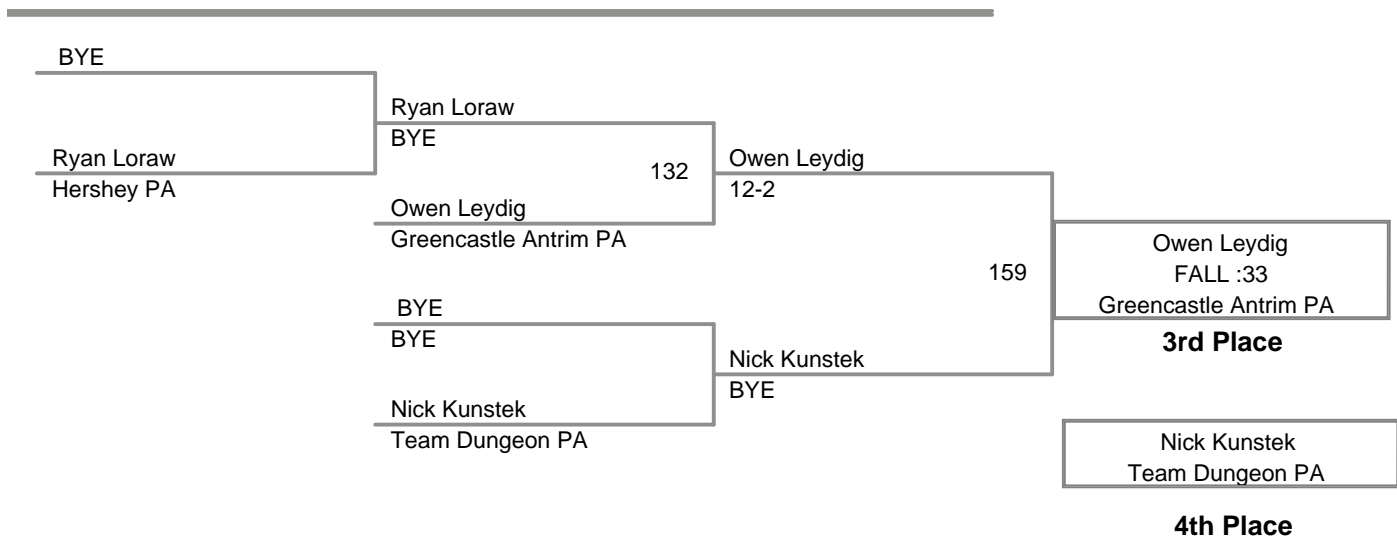 BYE
Ryan Loraw
Hershey PA
Ryan Loraw
BYE
132
Owen Leydig
Greencastle Antrim PA
BYE
BYE
Nick Kunstek
Team Dungeon PA
Owen Leydig
12-2
159
Nick Kunstek
BYE
Owen Leydig
FALL :33
Greencastle Antrim PA
3rd Place
Nick Kunstek
Team Dungeon PA
4th Place